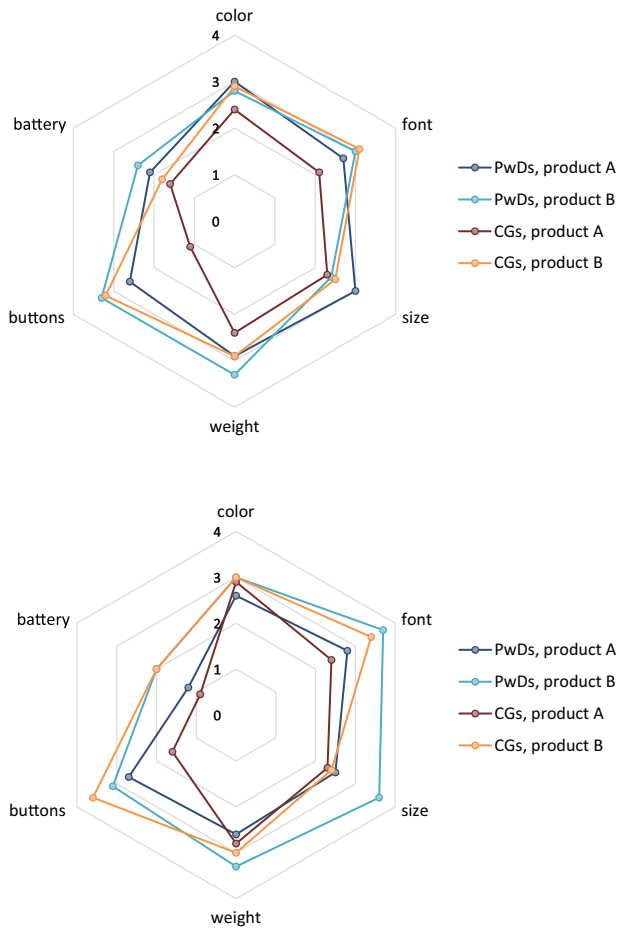 color
4
3
2
1
0
battery
font
buttons
size
weight
PwDs, product A
PwDs, product B
CGs, product A
CGs, product B
color
4
3
2
1
0
battery
font
buttons
size
weight
PwDs, product A
PwDs, product B
CGs, product A
CGs, product B